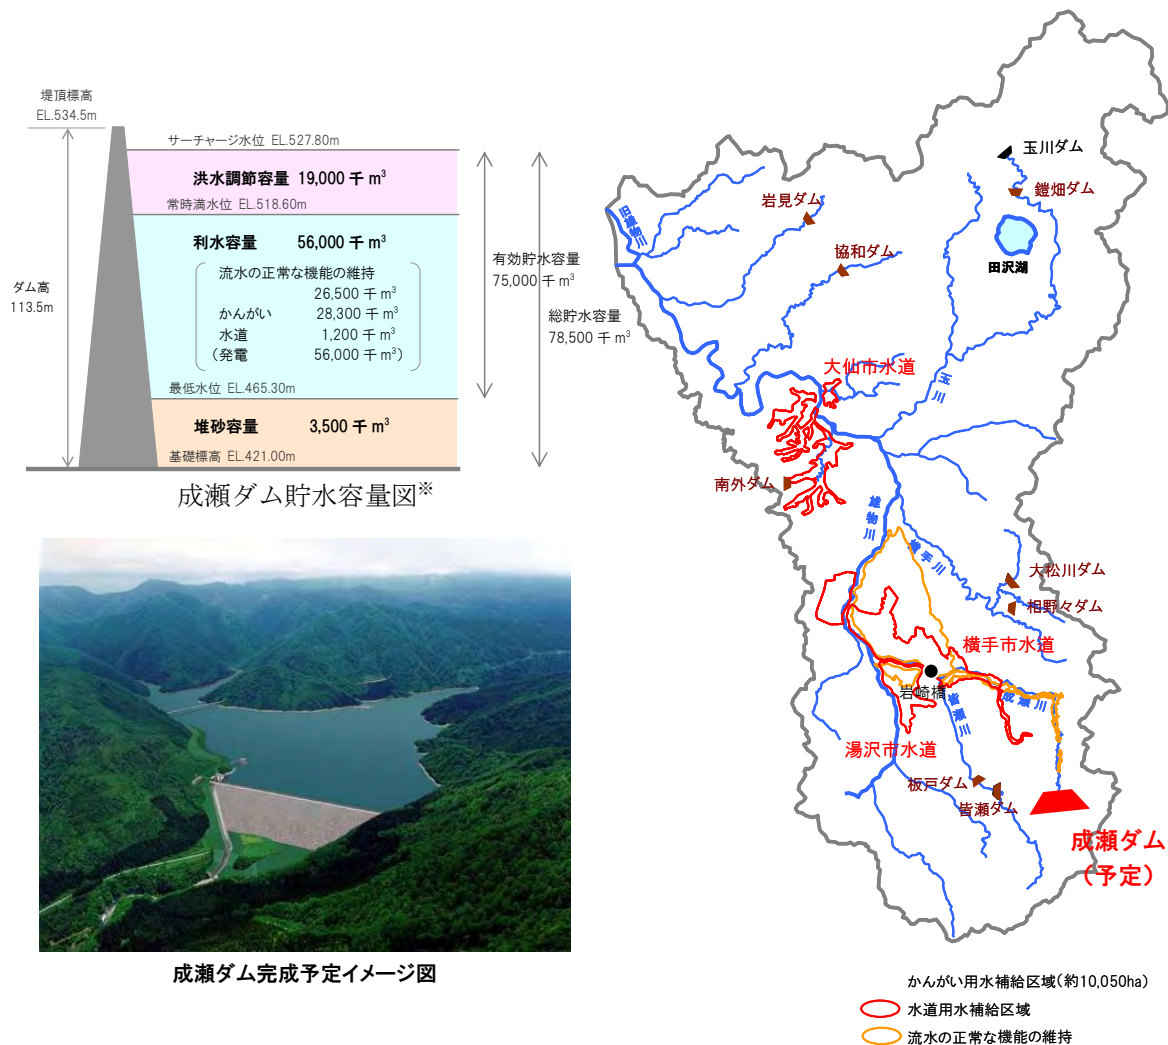 堤頂標高
EL.534.5m
サーチャージ水位 EL.527.80m
洪水調節容量 19,000 千 m³
常時満水位 EL.518.60m
利水容量 56,000 千 m³
流水の正常な機能の維持
26,500 千 m³
かんがい 28,300 千 m³
水道 1,200 千 m³
(発電 56,000 千 m³)
最低水位 EL.465.30m
堆砂容量 3,500 千 m³
基礎標高 EL.421.00m
ダム高
113.5m
有効貯水容量
75,000 千 m³
総貯水容量
78,500 千 m³
成瀬ダム貯水容量図※
成瀬ダム完成予定イメージ図
玉川ダム
鎧畑ダム
岩見ダム
旧雄物川
協和ダム
田沢湖
大仙市水道
玉川
南外ダム
雄物川
横手川
大松川ダム
相野々ダム
横手市水道
岩崎橋
皆瀬川
成瀬川
湯沢市水道
板戸ダム
皆瀬ダム
成瀬ダム
(予定)
かんがい用水補給区域(約10,050ha)
水道用水補給区域
流水の正常な機能の維持